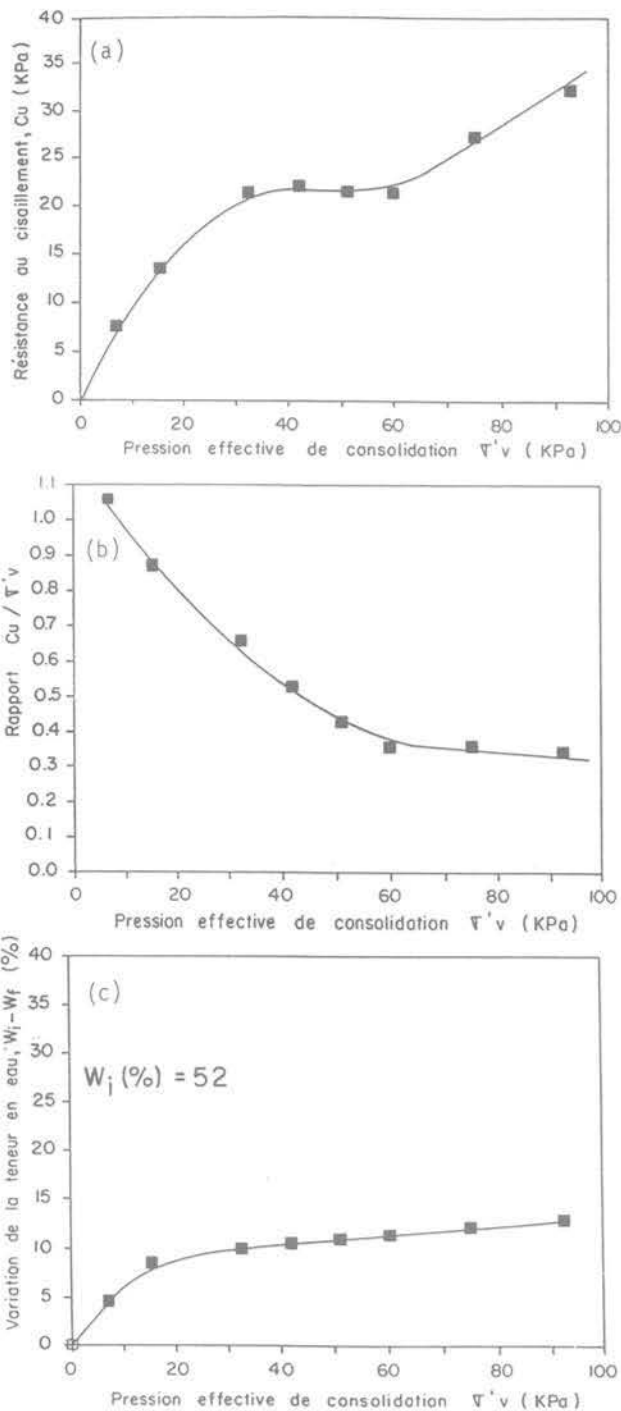 (a)
Résistance au cisaillement, Cu (KPa)
40
35
30
25
20
15
10
5
0
0 20 40 60 80 100
Pression effective de consolidation ∇'v (KPa)
(b)
Rapport Cu / ∇'v
1.1
1.0
0.9
0.8
0.7
0.6
0.5
0.4
0.3
0.2
0.1
0.0
0 20 40 60 80 100
Pression effective de consolidation ∇'v (KPa)
(c)
Variation de la teneur en eau, Wi-Wf (%)
Wi (%) = 52
40
35
30
25
20
15
10
5
0
0 20 40 60 80 100
Pression effective de consolidation ∇'v (KPa)